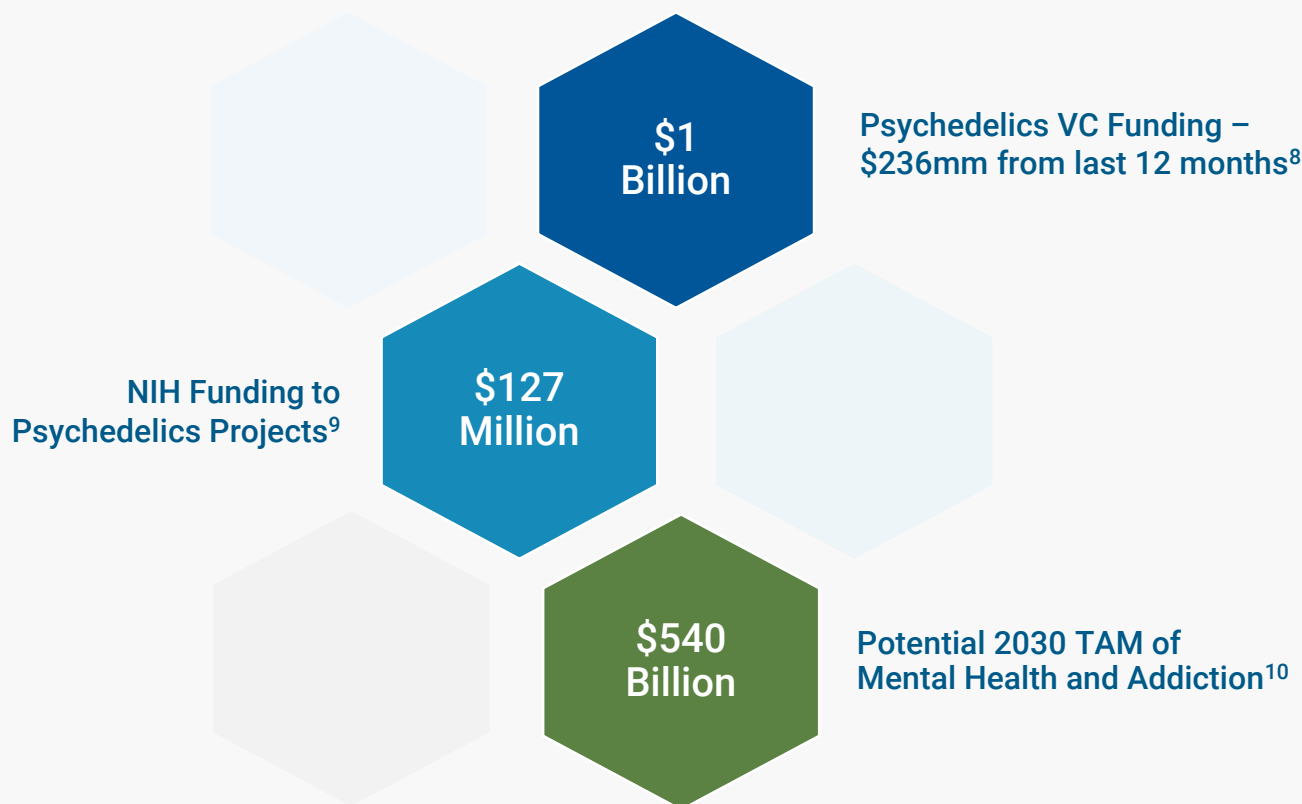 $1
Billion
Psychedelics VC Funding –
$236mm from last 12 months⁸
NIH Funding to
Psychedelics Projects⁹
$127
Million
$540
Billion
Potential 2030 TAM of
Mental Health and Addiction¹⁰